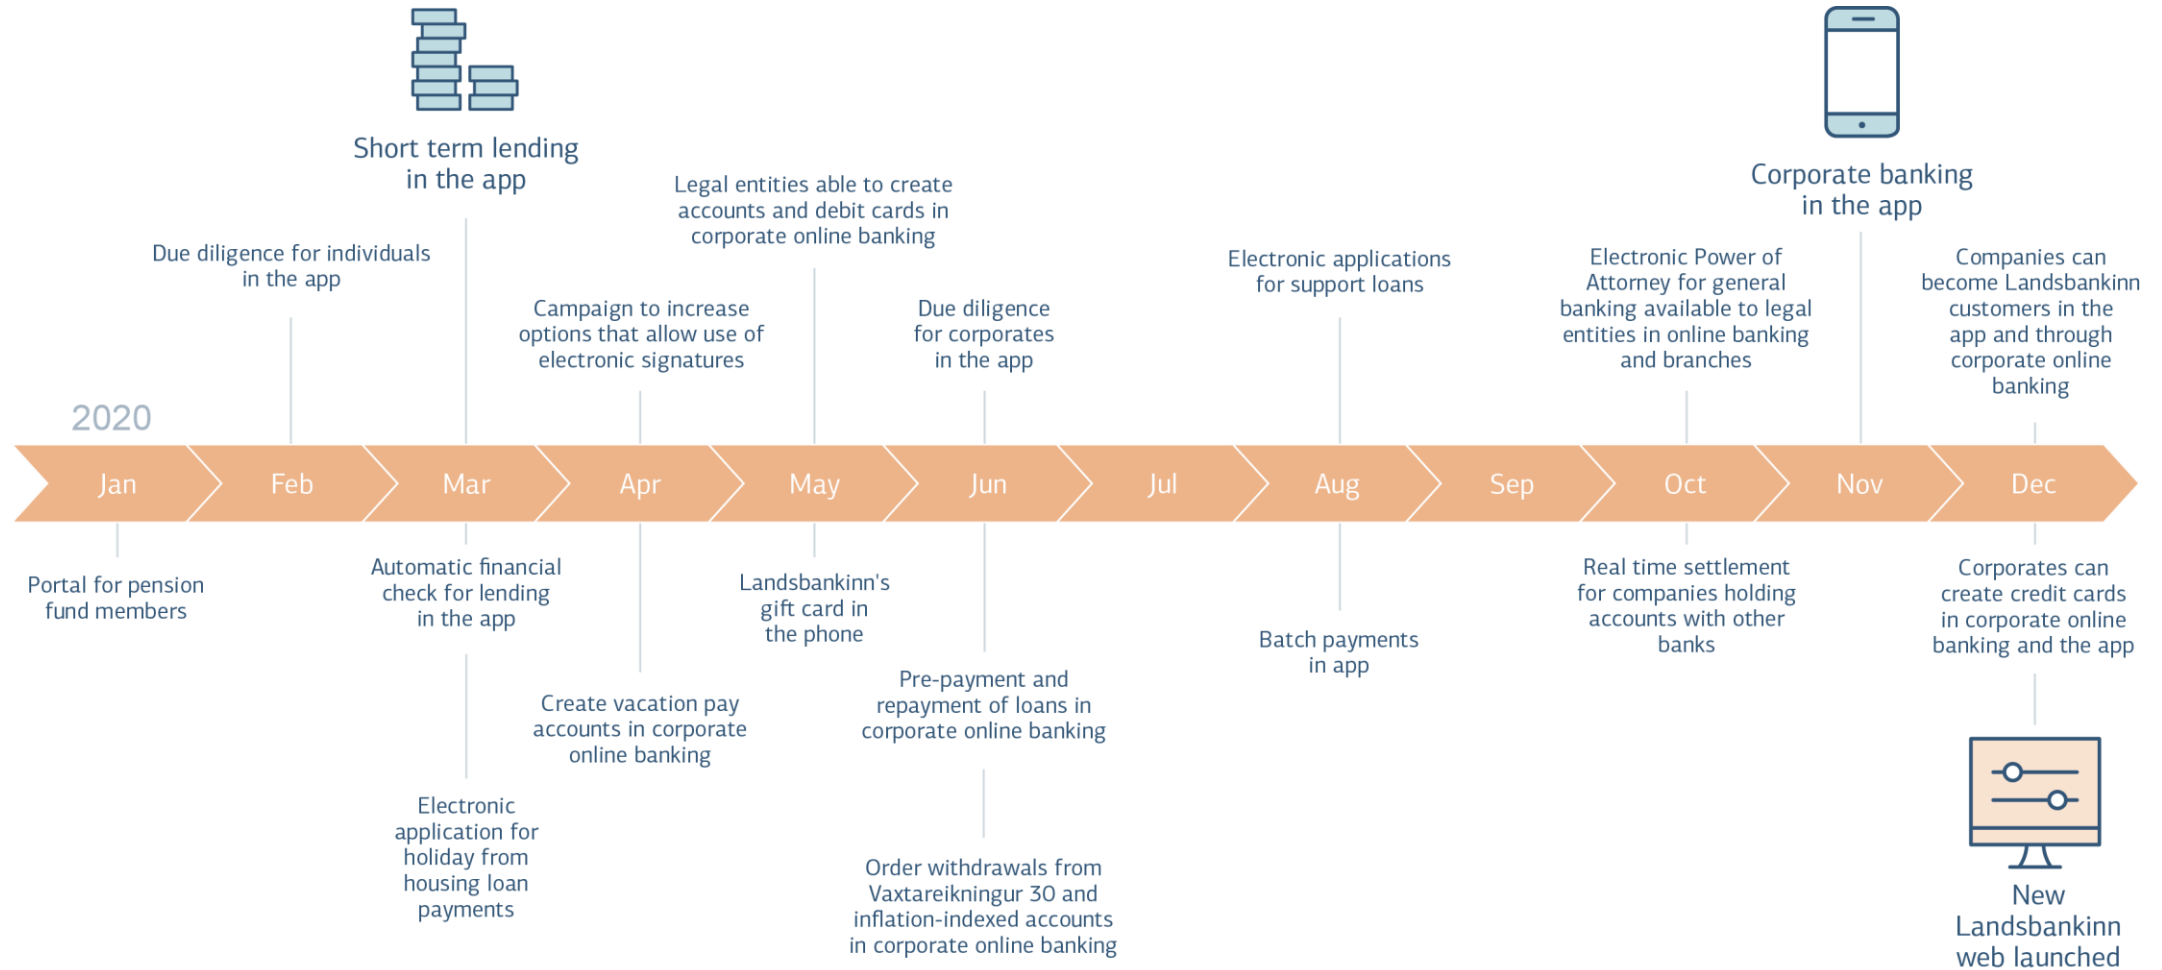 Short term lending
in the app
Corporate banking
in the app
Legal entities able to create
accounts and debit cards in
corporate online banking
Due diligence for individuals
in the app
Electronic applications
for support loans
Electronic Power of
Attorney for general
banking available to legal
entities in online banking
and branches
Companies can
become Landsbankinn
customers in the
app and through
corporate online
banking
Campaign to increase
options that allow use of
electronic signatures
Due diligence
for corporates
in the app
2020
Jan
Feb
Mar
Apr
May
Jun
Jul
Aug
Sep
Oct
Nov
Dec
Portal for pension
fund members
Automatic financial
check for lending
in the app
Landsbankinn's
gift card in
the phone
Real time settlement
for companies holding
accounts with other
banks
Corporates can
create credit cards
in corporate online
banking and the app
Batch payments
in app
Create vacation pay
accounts in corporate
online banking
Pre-payment and
repayment of loans in
corporate online banking
Electronic
application for
holiday from
housing loan
payments
Order withdrawals from
Vaxtareikningur 30 and
inflation-indexed accounts
in corporate online banking
New
Landsbankinn
web launched